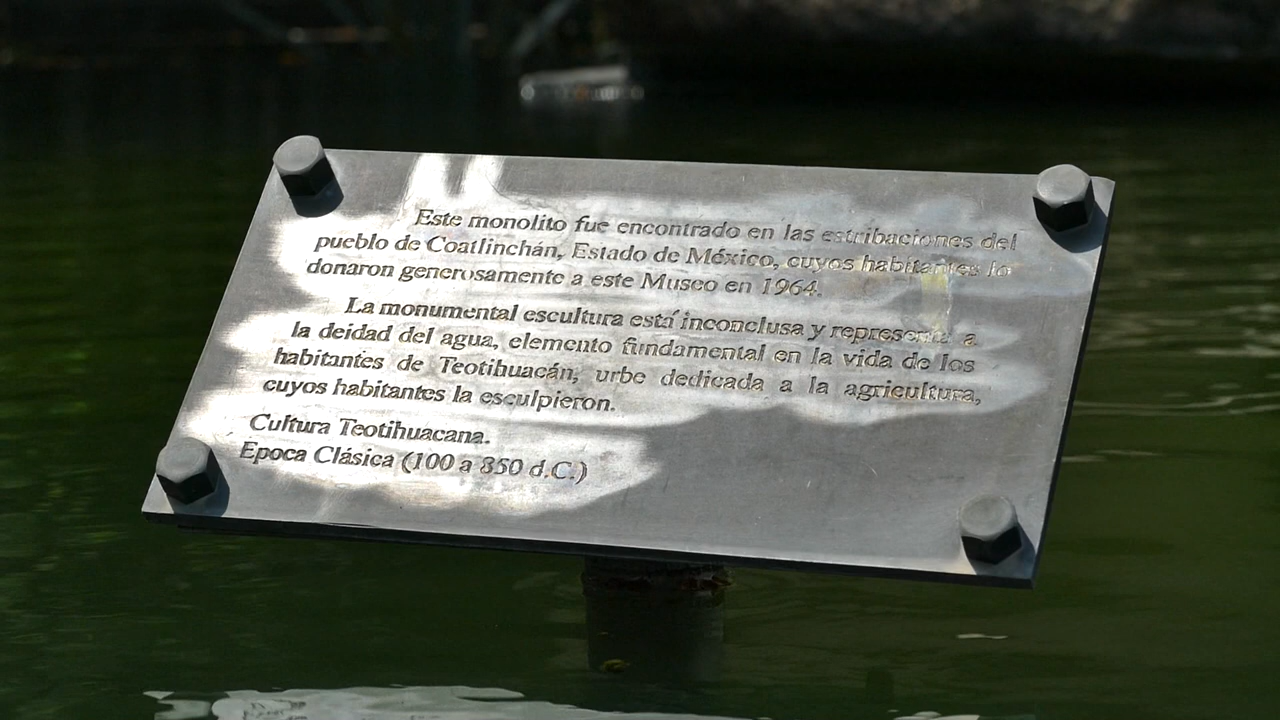 Este monolito fue encontrado en las estribaciones del
pueblo de Coatlinchán, Estado de México, cuyos habitantes lo
donaron generosamente a este Museo en 1964.
La monumental escultura está inconclusa y representa a
la deidad del agua, elemento fundamental en la vida de los
habitantes de Teotihuacán, urbe dedicada a la agricultura,
cuyos habitantes la esculpieron.
Cultura Teotihuacana.
Epoca Clásica (100 a 850 d.C.)